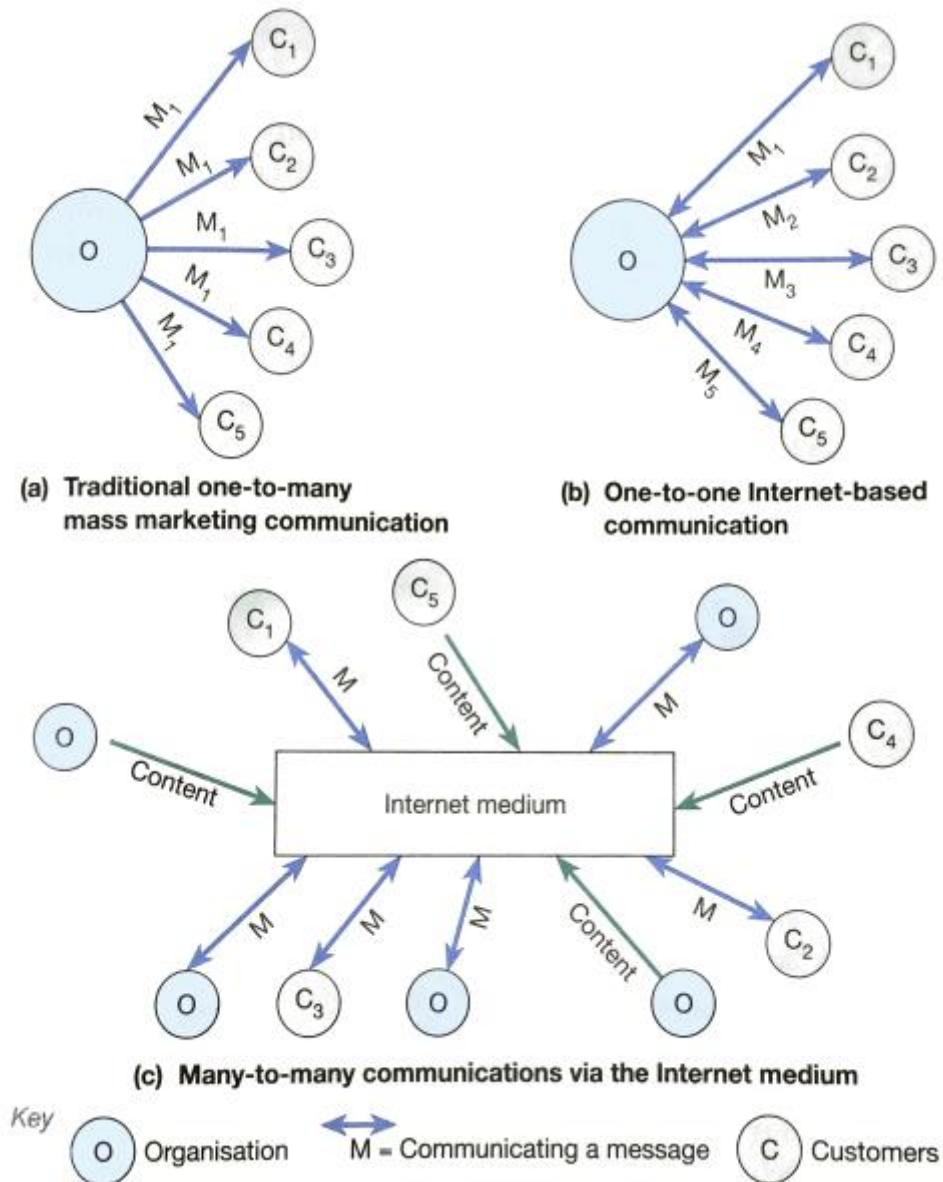 C₁
M₁
C₂
M₁
M₁
O
C₃
M₁
C₄
M₁
C₅
(a) Traditional one-to-many
mass marketing communication
C₁
M₁
C₂
M₂
O
C₃
M₃
M₄
C₄
M₅
C₅
(b) One-to-one Internet-based
communication
C₅
C₁
O
Content
M
M
O
C₄
Content
Content
Internet medium
M
M
M
Content
M
C₂
O
C₃
O
O
(c) Many-to-many communications via the Internet medium
Key
O Organisation
M = Communicating a message
C Customers